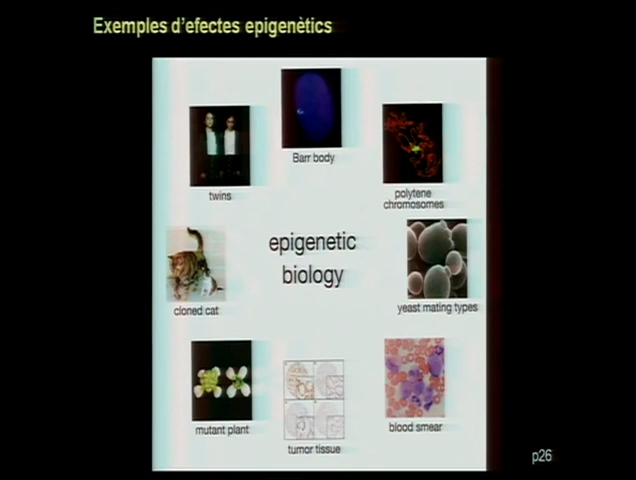 Exemples d'efectes epigenètics
Barr body
twins
polytene
chromosomes
epigenetic
biology
cloned cat
yeast mating types
mutant plant
tumor tissue
blood smear
p26